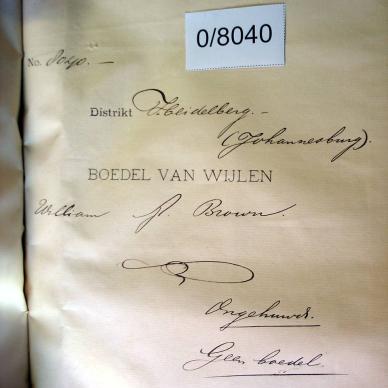 0/8040
No. 8040.—
Distrikt Heidelberg.—
(Johannesburg).
BOEDEL VAN WIJLEN
William Brown.
Ongehuwd.
Geen boedel.